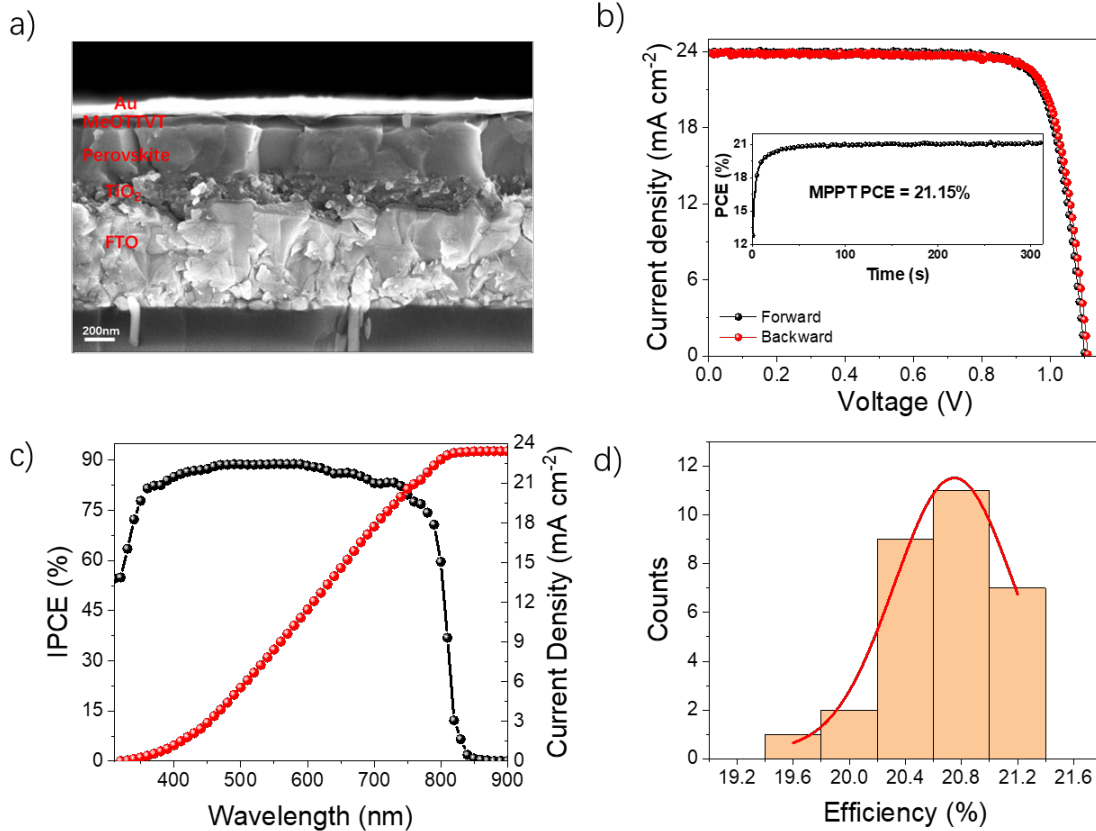 a)
Au
MeOTTVT
Perovskite
TiO2
FTO
200nm
b)
Current density (mA cm-2)
24
18
12
6
0
0.0 0.2 0.4 0.6 0.8 1.0
Voltage (V)
Forward
Backward
PCE (%)
21
18
15
12
0 100 200 300
Time (s)
MPPT PCE = 21.15%
c)
IPCE (%)
90
75
60
45
30
15
0
400 500 600 700 800 900
Wavelength (nm)
24
21
18
15
12
9
6
3
0
Current Density (mA cm-2)
d)
Counts
12
10
8
6
4
2
0
19.2 19.6 20.0 20.4 20.8 21.2 21.6
Efficiency (%)